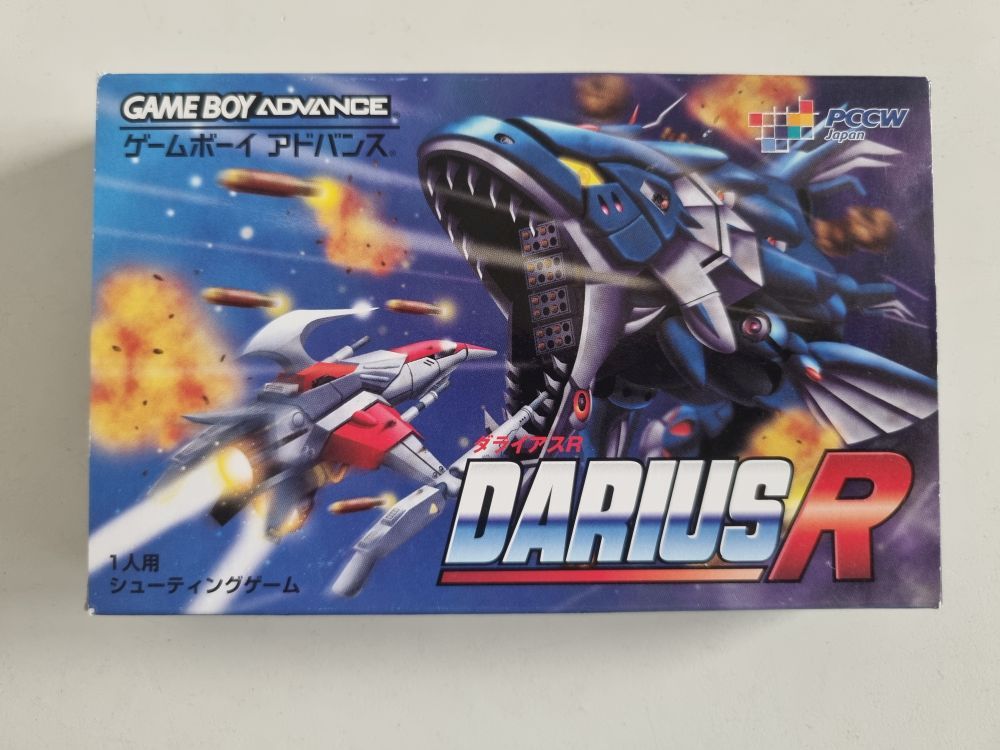 GAME BOY ADVANCE
ゲームボーイ アドバンス®
PCCW
Japan
ダライアスR
DARIUS R
1人用
シューティングゲーム